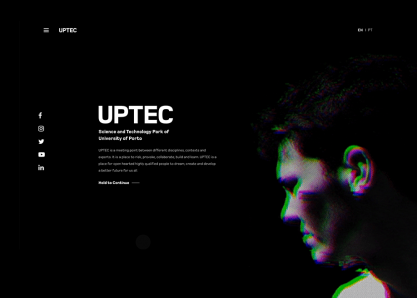 UPTEC
EN | PT
UPTEC
Science and Technology Park of
University of Porto
UPTEC is a meeting point between different disciplines, contexts and
experts. It is a place to risk, provoke, collaborate, build and learn. UPTEC is a
place for open hearted highly qualified people to dream, create and develop
a better future for us all
Hold to Continue